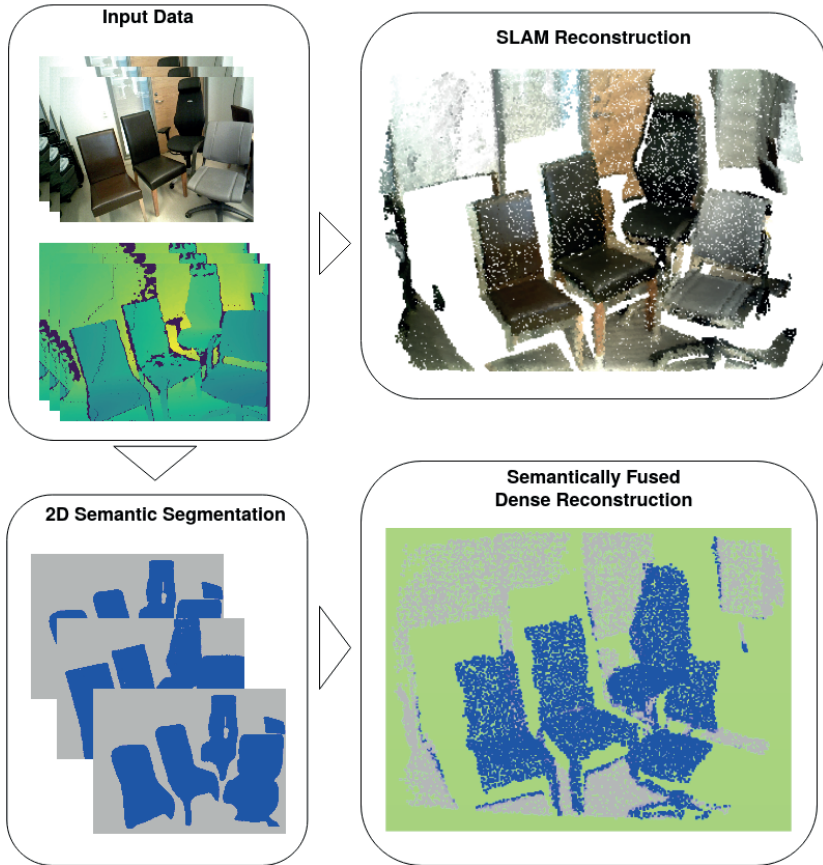 Input Data
SLAM Reconstruction
2D Semantic Segmentation
Semantically Fused
Dense Reconstruction